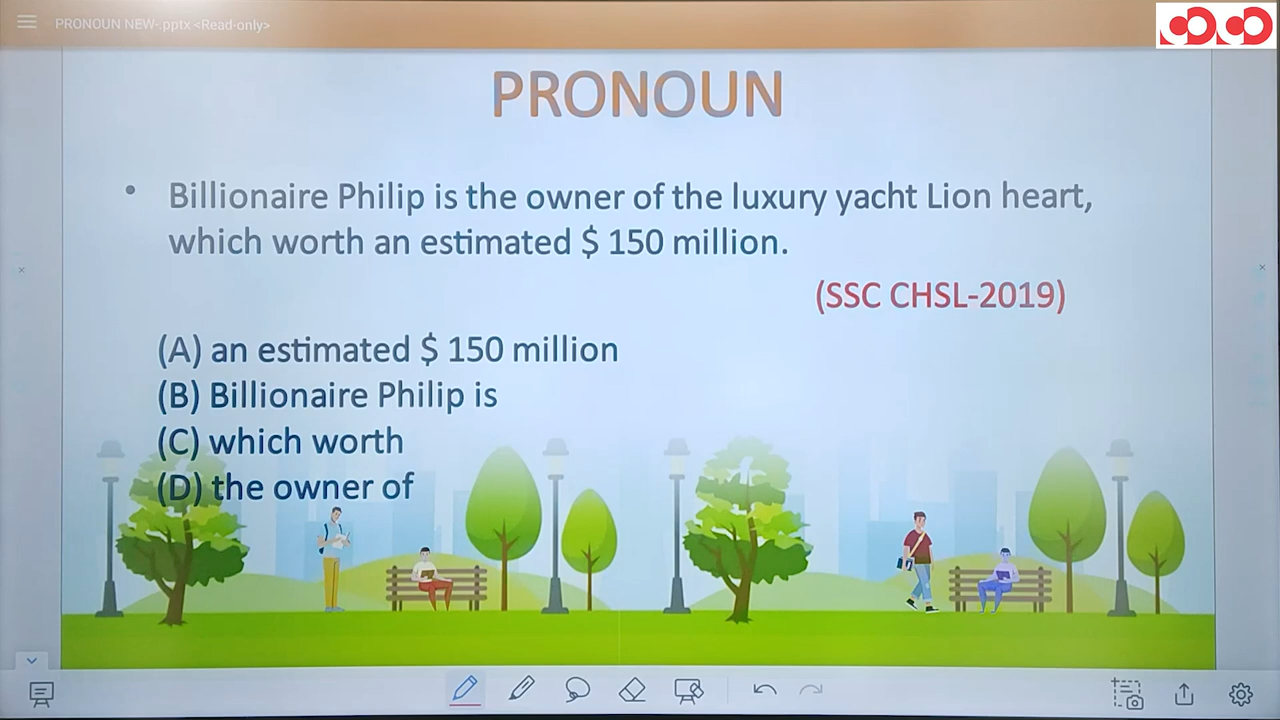 PRONOUN NEW-.pptx <Read-only>
PRONOUN
• Billionaire Philip is the owner of the luxury yacht Lion heart,
which worth an estimated $ 150 million.
(SSC CHSL-2019)
(A) an estimated $ 150 million
(B) Billionaire Philip is
(C) which worth
(D) the owner of